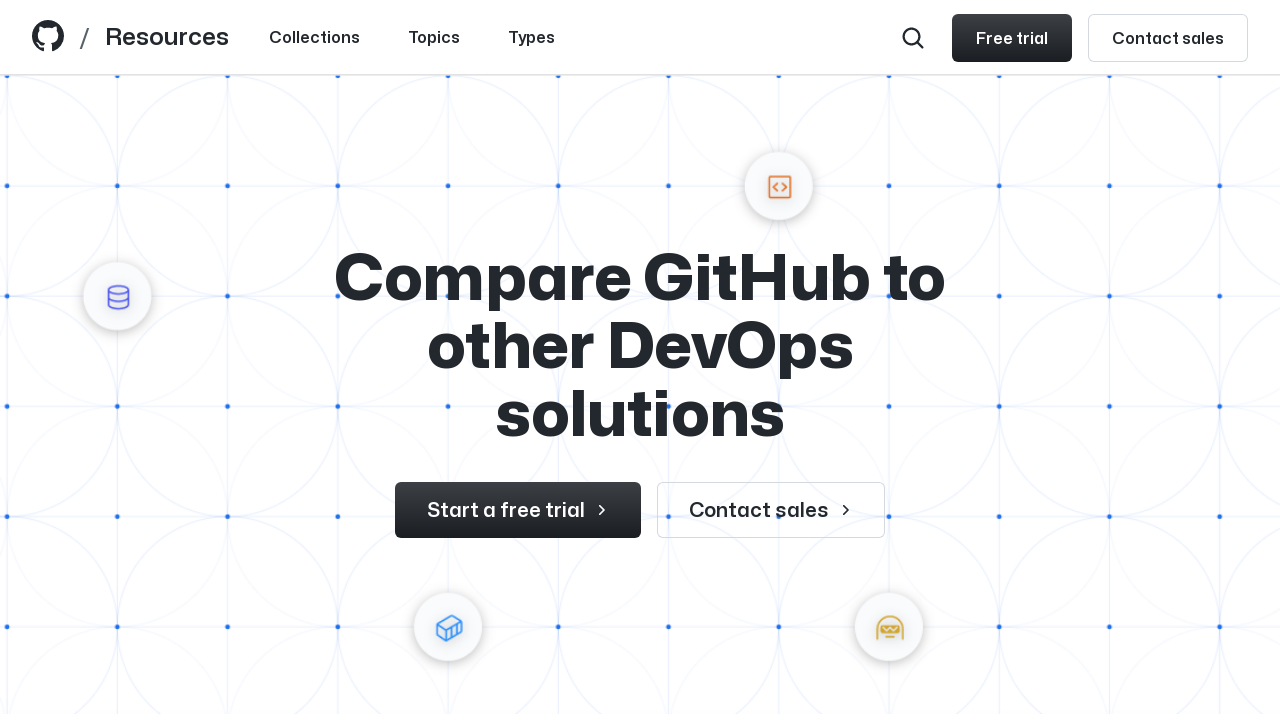 / Resources Collections Topics Types Free trial Contact sales
Compare GitHub to
other DevOps
solutions
Start a free trial Contact sales